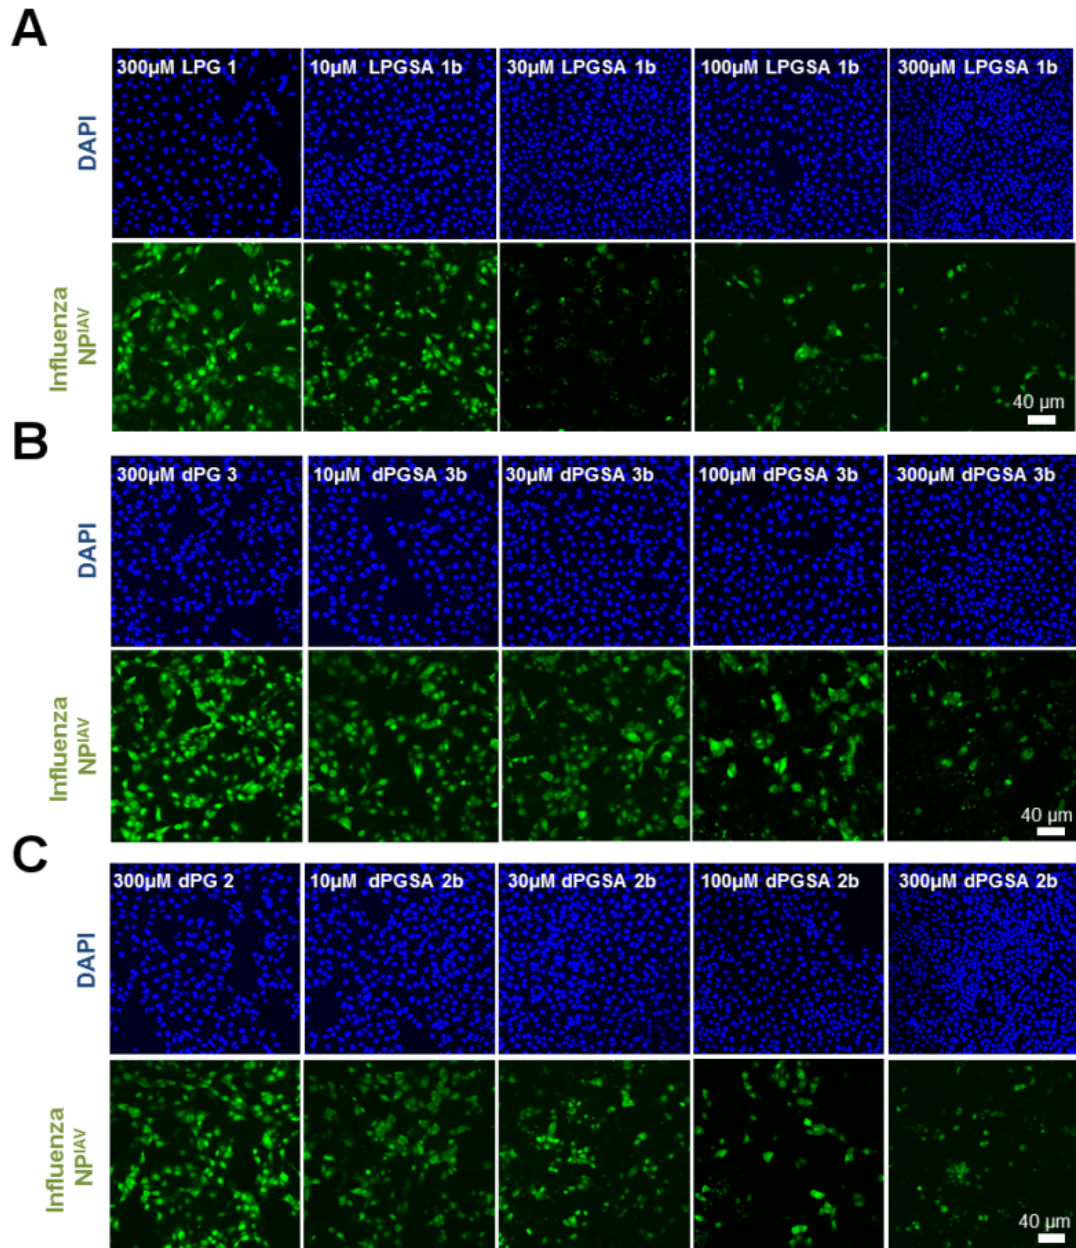 A
DAPI
300µM LPG 1
10µM LPGSA 1b
30µM LPGSA 1b
100µM LPGSA 1b
300µM LPGSA 1b
Influenza
NPIAV
40 µm
B
DAPI
300µM dPG 3
10µM dPGSA 3b
30µM dPGSA 3b
100µM dPGSA 3b
300µM dPGSA 3b
Influenza
NPIAV
40 µm
C
DAPI
300µM dPG 2
10µM dPGSA 2b
30µM dPGSA 2b
100µM dPGSA 2b
300µM dPGSA 2b
Influenza
NPIAV
40 µm